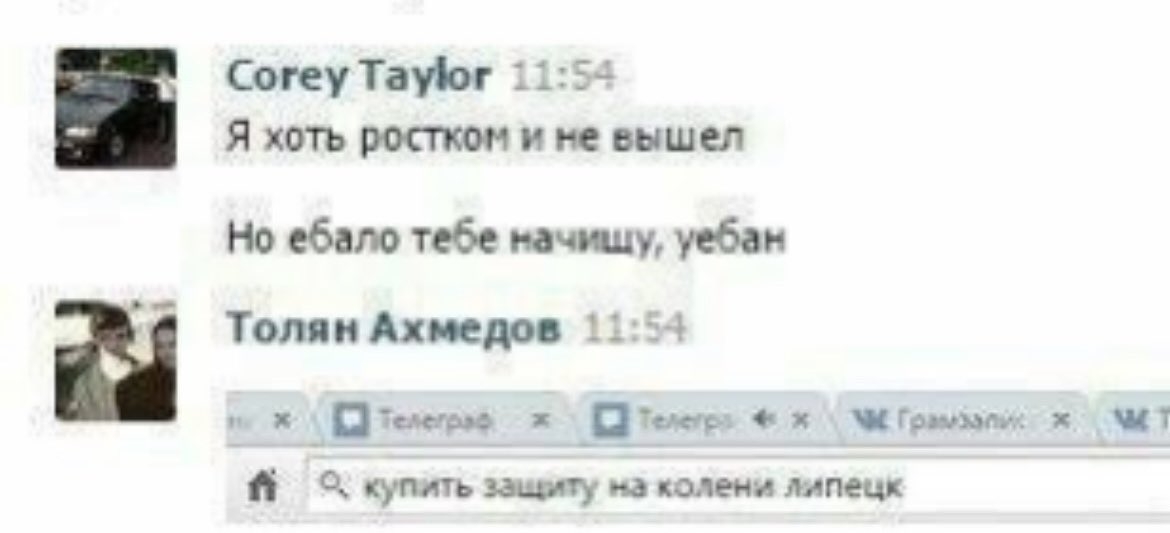 Corey Taylor 11:54
Я хоть ростком и не вышел
Но ебало тебе начищу, уебан
Толян Ахмедов 11:54
Телеграф Телегра Грамзапис
купить защиту на колени липецк